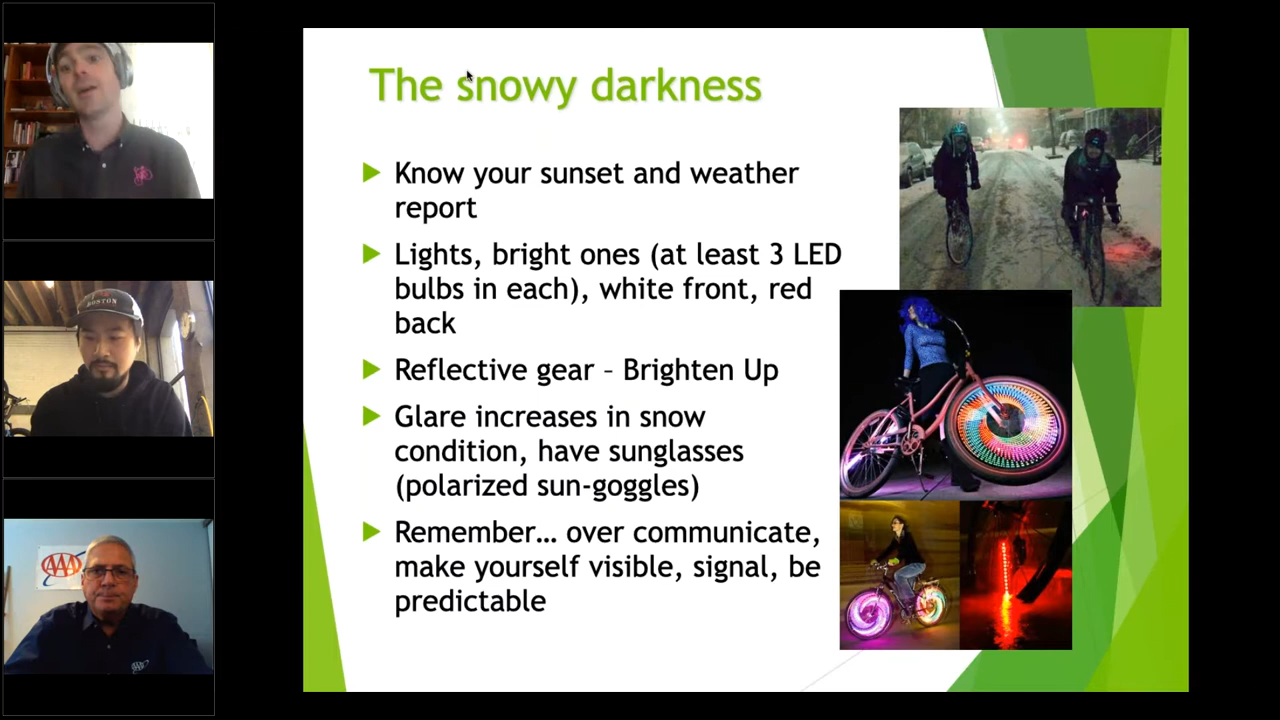 The snowy darkness
Know your sunset and weather
report
Lights, bright ones (at least 3 LED
bulbs in each), white front, red
back
Reflective gear – Brighten Up
Glare increases in snow
condition, have sunglasses
(polarized sun-goggles)
Remember… over communicate,
make yourself visible, signal, be
predictable
BOSTON
AAA